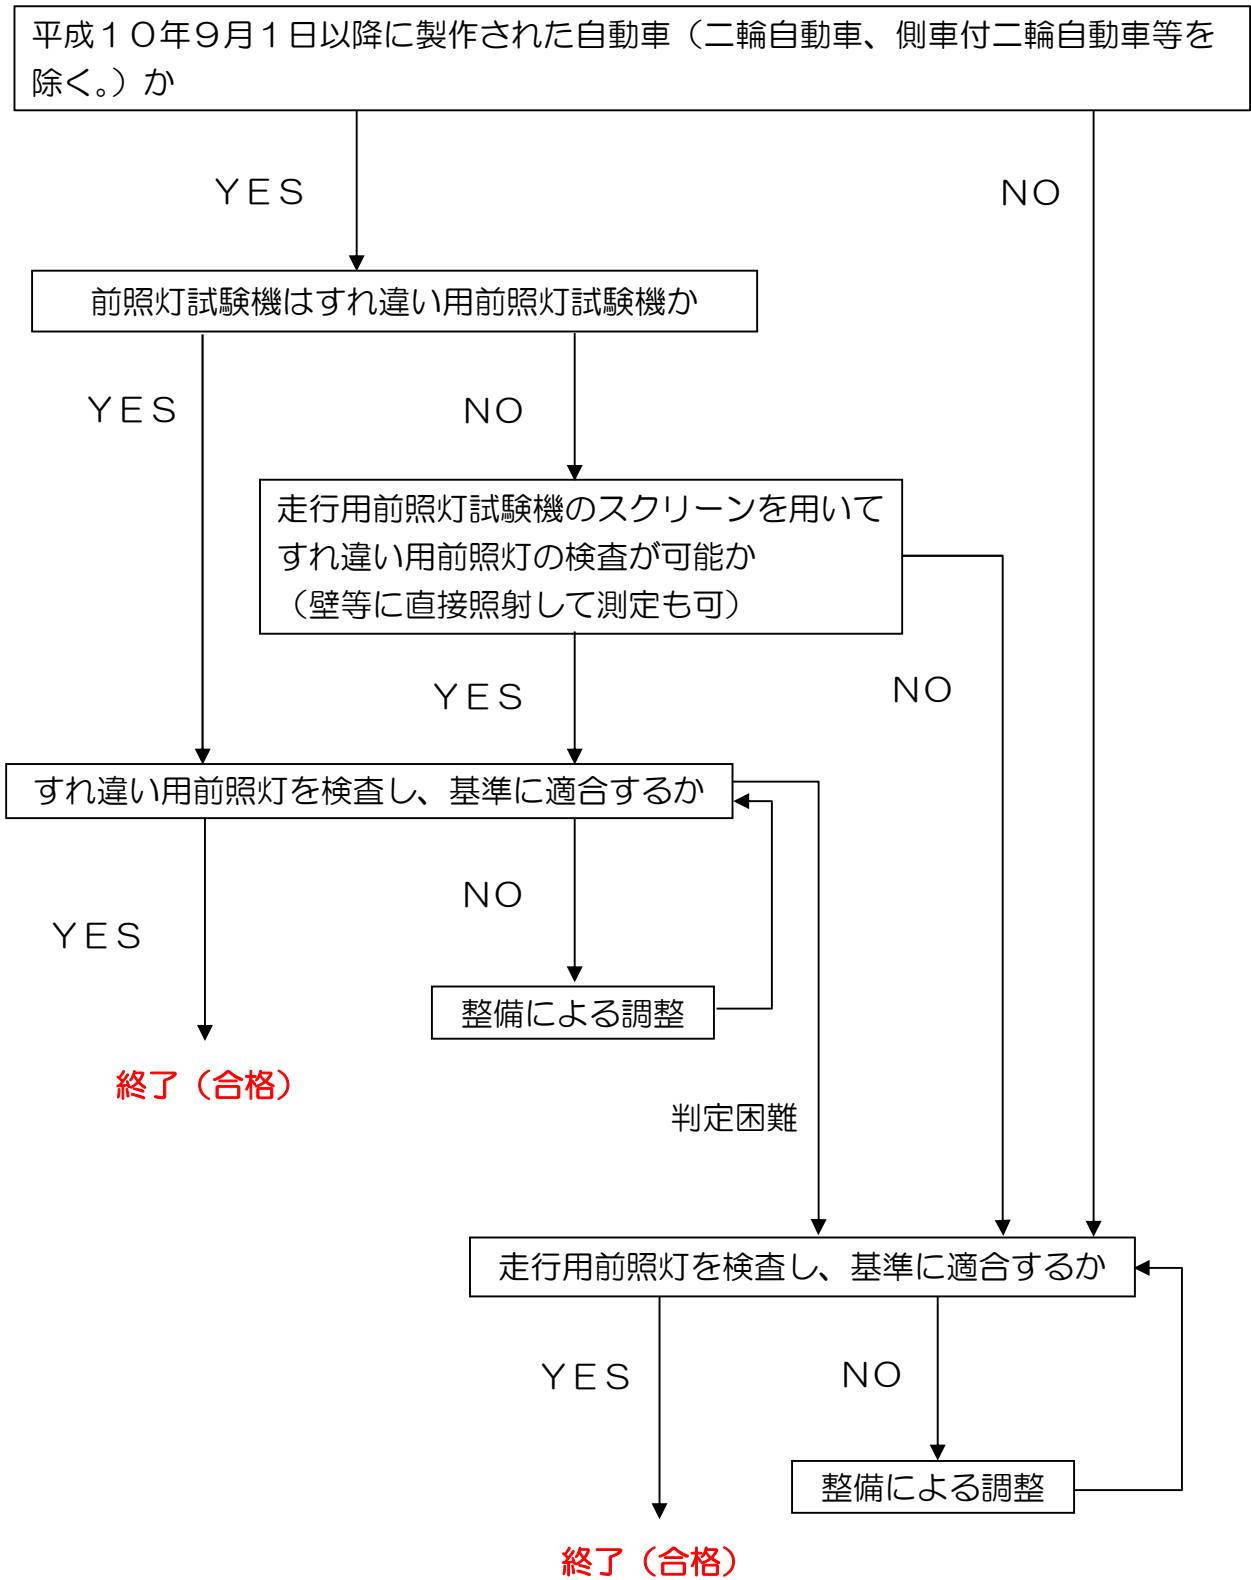 平成１０年９月１日以降に製作された自動車（二輪自動車、側車付二輪自動車等を
除く。）か
ＹＥＳ
ＮＯ
前照灯試験機はすれ違い用前照灯試験機か
ＹＥＳ
ＮＯ
走行用前照灯試験機のスクリーンを用いて
すれ違い用前照灯の検査が可能か
（壁等に直接照射して測定も可）
ＹＥＳ
ＮＯ
すれ違い用前照灯を検査し、基準に適合するか
ＮＯ
ＹＥＳ
整備による調整
終了（合格）
判定困難
走行用前照灯を検査し、基準に適合するか
ＹＥＳ
ＮＯ
整備による調整
終了（合格）